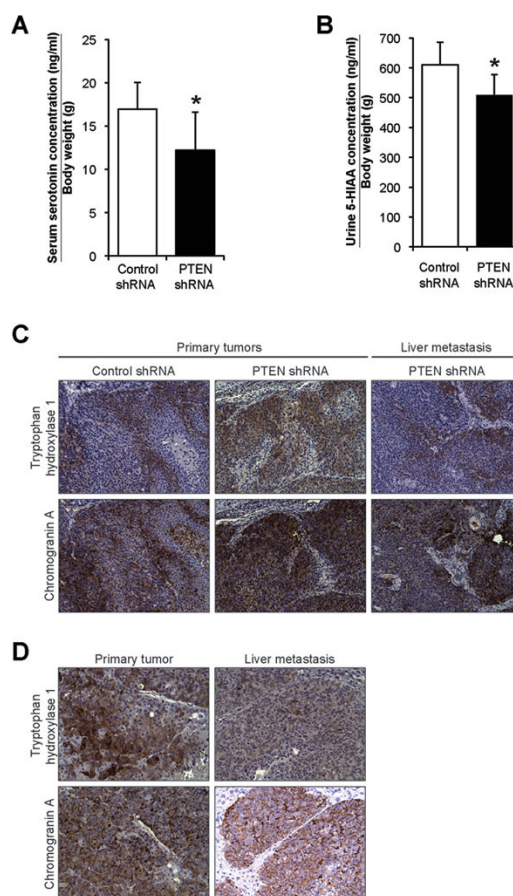 A
Serum serotonin concentration (ng/ml)
Body weight (g)
25
20
15
10
5
0
*
Control
shRNA
PTEN
shRNA
B
Urine 5-HIAA concentration (ng/ml)
Body weight (g)
800
700
600
500
400
300
200
100
0
*
Control
shRNA
PTEN
shRNA
C
Primary tumors
Liver metastasis
Control shRNA
PTEN shRNA
PTEN shRNA
Tryptophan
hydroxylase 1
Chromogranin A
D
Primary tumor
Liver metastasis
Tryptophan
hydroxylase 1
Chromogranin A